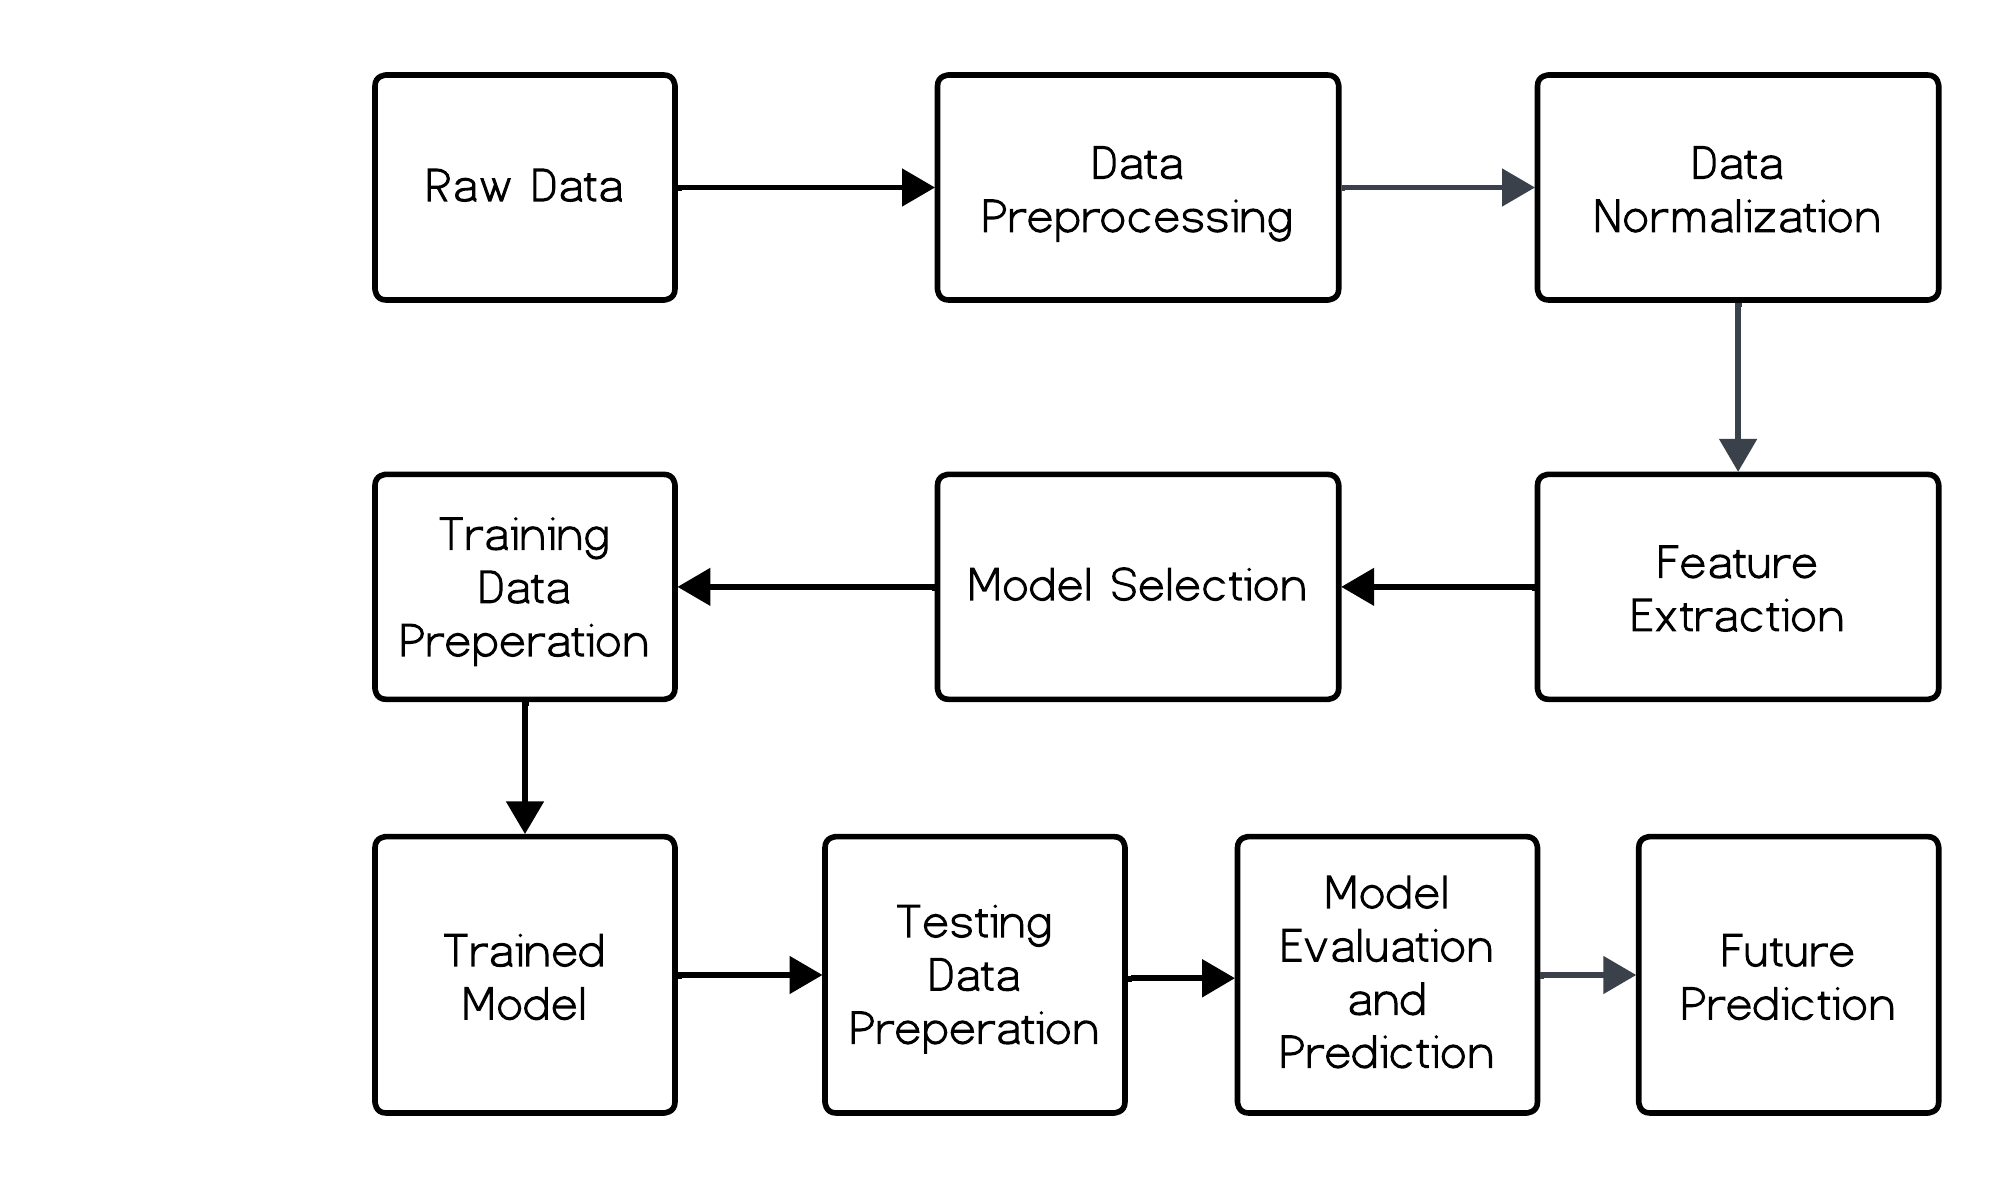 Raw Data
Data
Preprocessing
Data
Normalization
Training
Data
Preperation
Model Selection
Feature
Extraction
Trained
Model
Testing
Data
Preperation
Model
Evaluation
and
Prediction
Future
Prediction